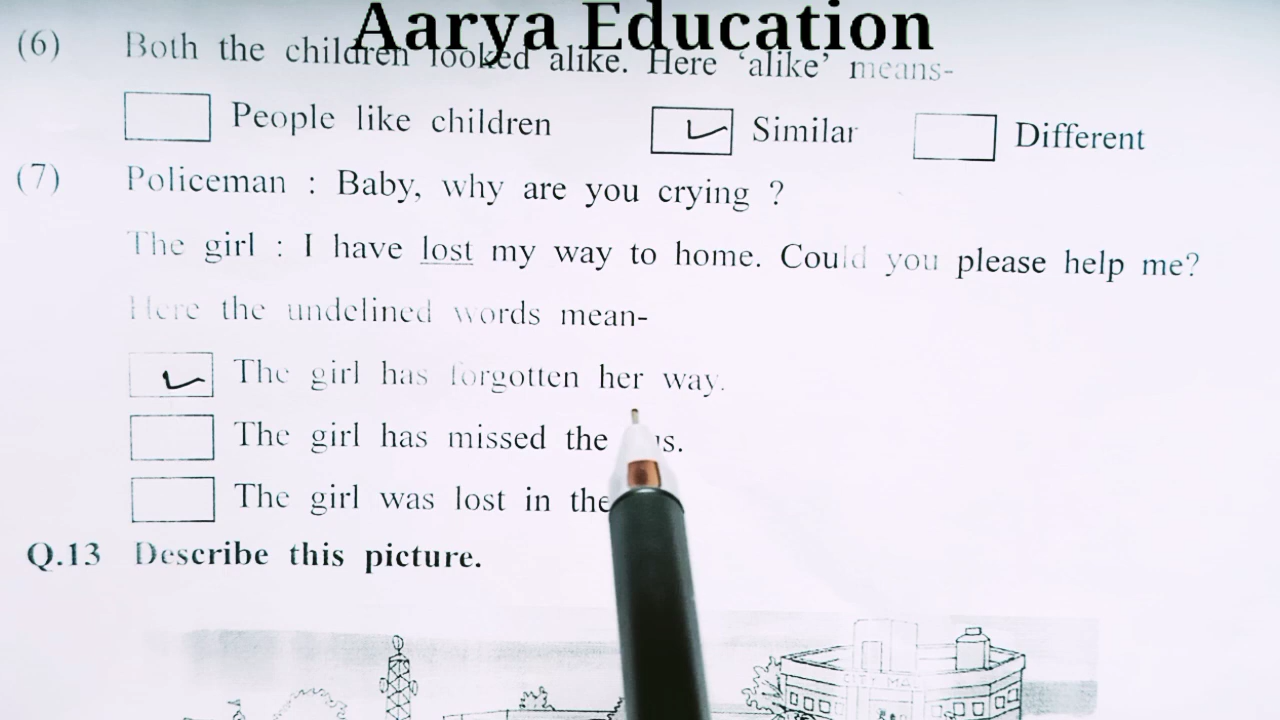 Aarya Education
(6) Both the children looked alike. Here 'alike' means-
People like children Similar Different
(7) Policeman : Baby, why are you crying ?
The girl : I have lost my way to home. Could you please help me?
Here the undelined words mean-
The girl has forgotten her way.
The girl has missed the
The girl was lost in the
Q.13 Describe this picture.
CITY